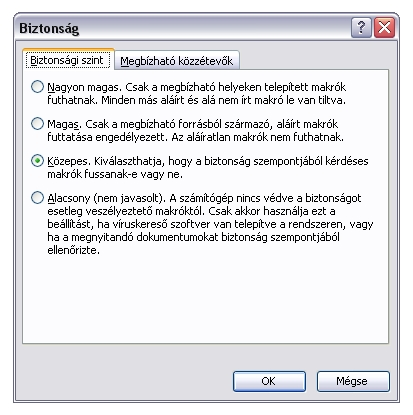 Biztonság
Biztonsági szint
Megbízható közzétevők
Nagyon magas. Csak a megbízható helyeken telepített makrók
futhatnak. Minden más aláírt és alá nem írt makró le van tiltva.
Magas. Csak a megbízható forrásból származó, aláírt makrók
futtatása engedélyezett. Az aláíratlan makrók nem futhatnak.
Közepes. Kiválaszthatja, hogy a biztonság szempontjából kérdéses
makrók fussanak-e vagy ne.
Alacsony (nem javasolt). A számítógép nincs védve a biztonságot
esetleg veszélyeztető makróktól. Csak akkor használja ezt a
beállítást, ha víruskereső szoftver van telepítve a rendszeren, vagy
ha a megnyitandó dokumentumokat biztonság szempontjából
ellenőrizte.
OK
Mégse